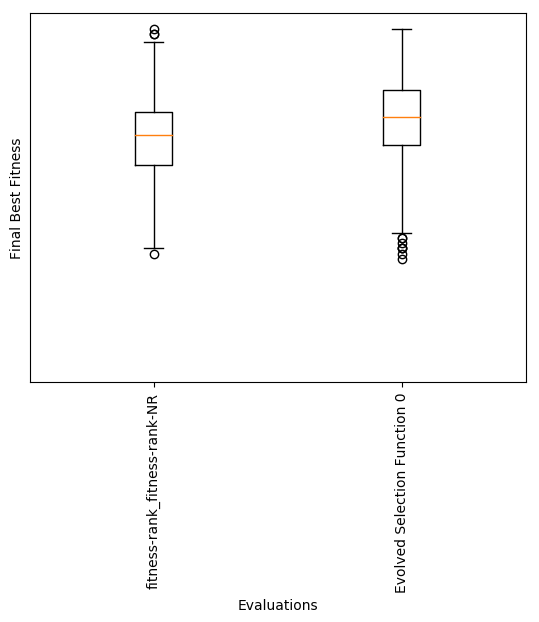 Final Best Fitness
fitness-rank_fitness-rank-NR
Evolved Selection Function 0
Evaluations